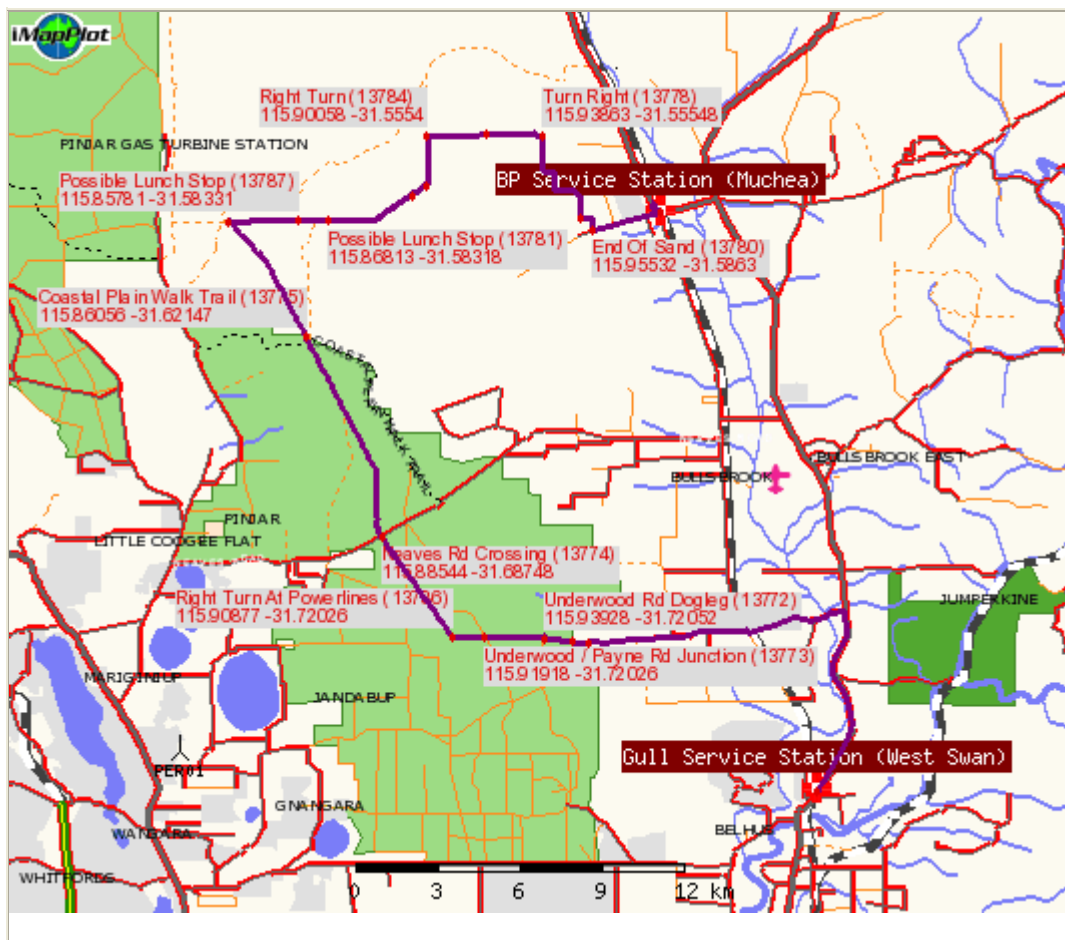 iMapPlot
Right Turn (13784)
115.90058 -31.5554
Turn Right (13778)
115.93863 -31.55548
PINJAR GAS TURBINE STATION
BP Service Station (Muchea)
Possible Lunch Stop (13787)
115.85781 -31.58331
Possible Lunch Stop (13781)
115.86813 -31.58318
End Of Sand (13780)
115.95532 -31.5863
Coastal Plain Walk Trail (13775)
115.86056 -31.62147
COASTAL PLAIN WALK TRAIL
BULLSBROOK EAST
BULLSBROOK
PINJAR
LITTLE COOGEE FLAT
Neaves Rd Crossing (13774)
115.88544 -31.68748
Right Turn At Powerlines (13796)
115.90877 -31.72026
Underwood Rd Dogleg (13772)
115.93928 -31.72052
JUMPERKINE
Underwood / Payne Rd Junction (13773)
115.91918 -31.72026
MARIGINIUP
JANDABUP
Gull Service Station (West Swan)
PER01
GNANGARA
WANGARA
BELHUS
WHITFORDS
0 3 6 9 12 km